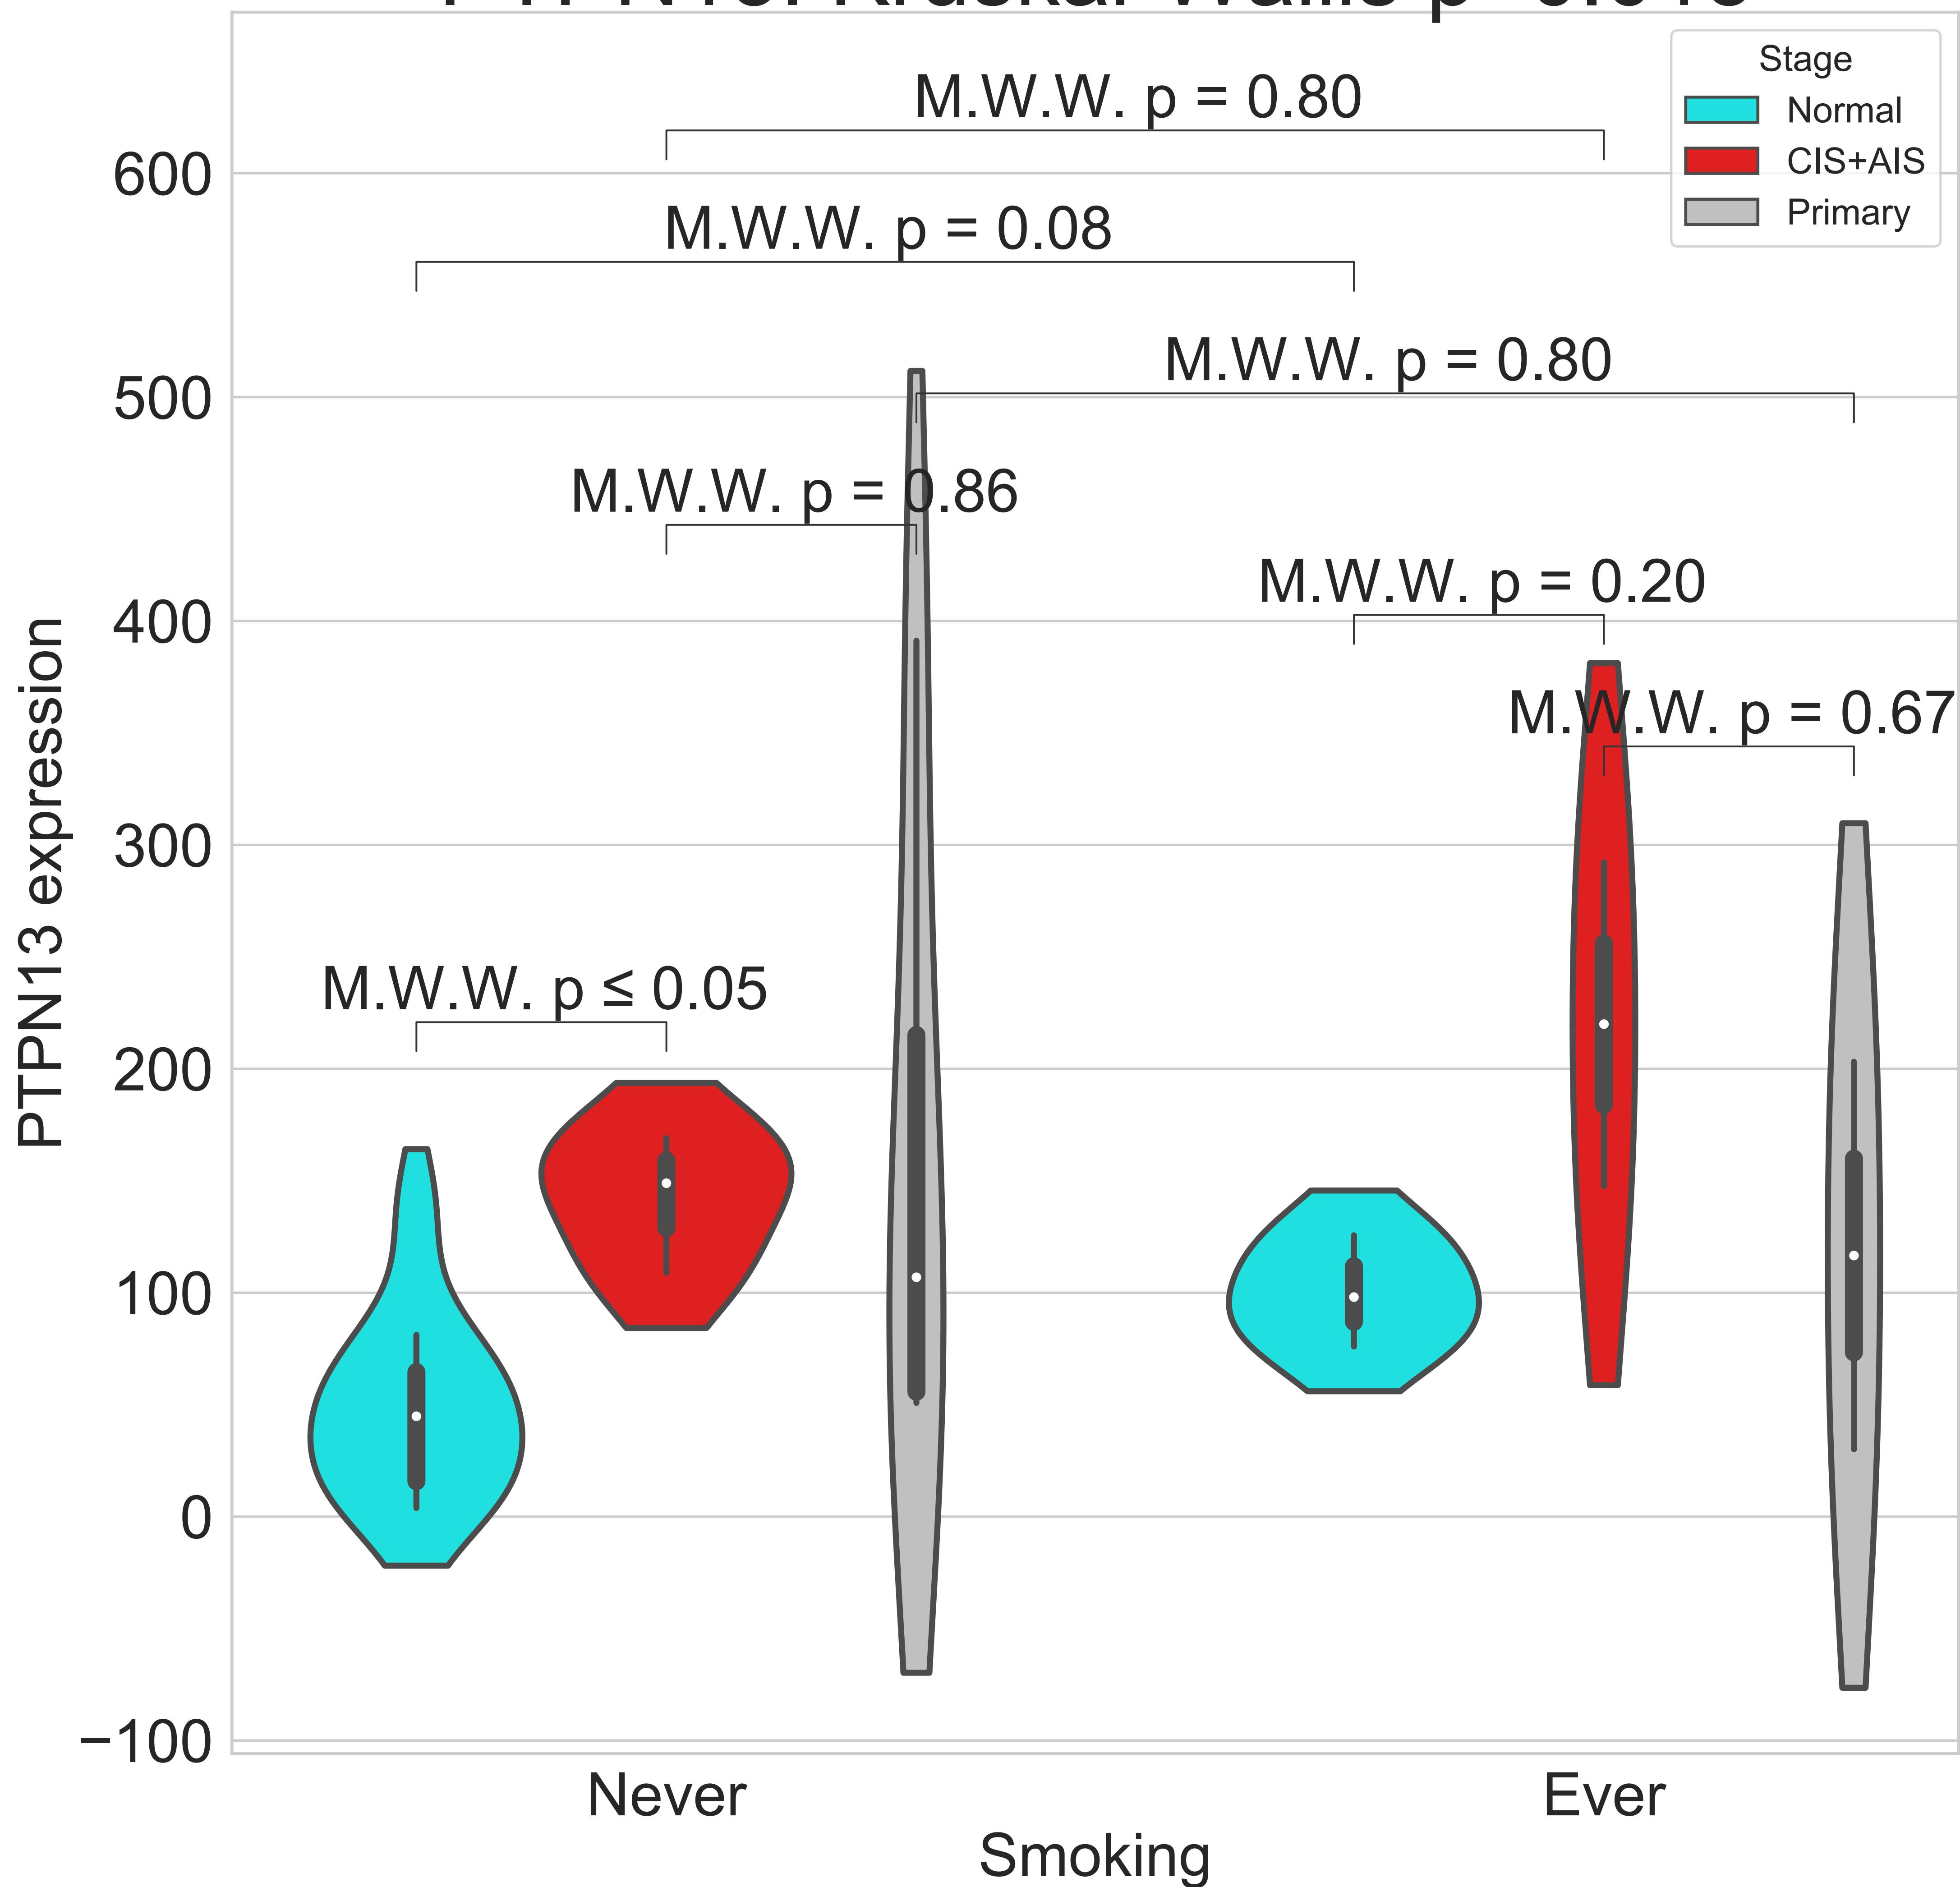 Stage
Normal
CIS+AIS
Primary
M.W.W. p = 0.80
M.W.W. p = 0.08
M.W.W. p = 0.80
M.W.W. p = 0.86
M.W.W. p = 0.20
M.W.W. p = 0.67
M.W.W. p ≤ 0.05
600
500
400
300
200
100
0
−100
PTPN13 expression
Never
Ever
Smoking